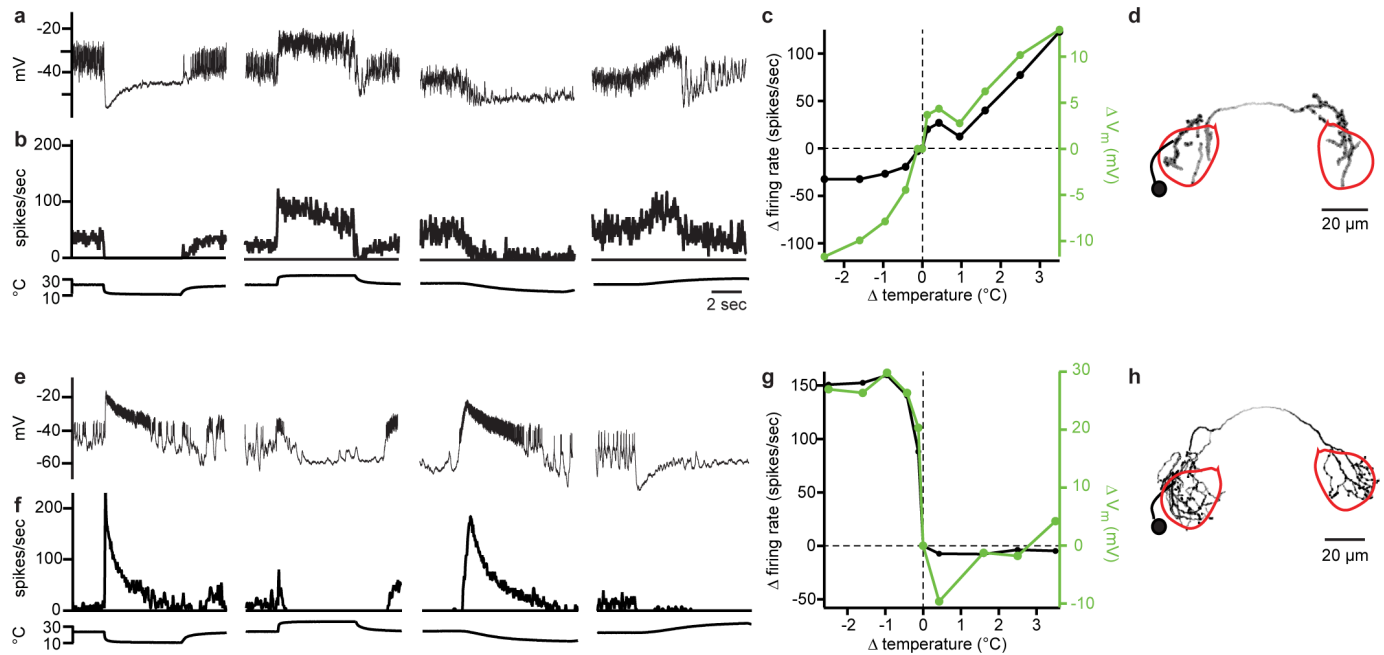 a
-20
-40
mV
b
200
100
0
spikes/sec
30
10
°C
2 sec
c
100
50
0
-50
-100
Δ firing rate (spikes/sec)
10
5
0
-5
-10
Δ Vm (mV)
-2 -1 0 1 2 3
Δ temperature (°C)
d
20 µm
e
-20
-40
-60
mV
f
200
100
0
spikes/sec
30
10
°C
g
150
100
50
0
-50
Δ firing rate (spikes/sec)
30
20
10
0
-10
Δ Vm (mV)
-2 -1 0 1 2 3
Δ temperature (°C)
h
20 µm